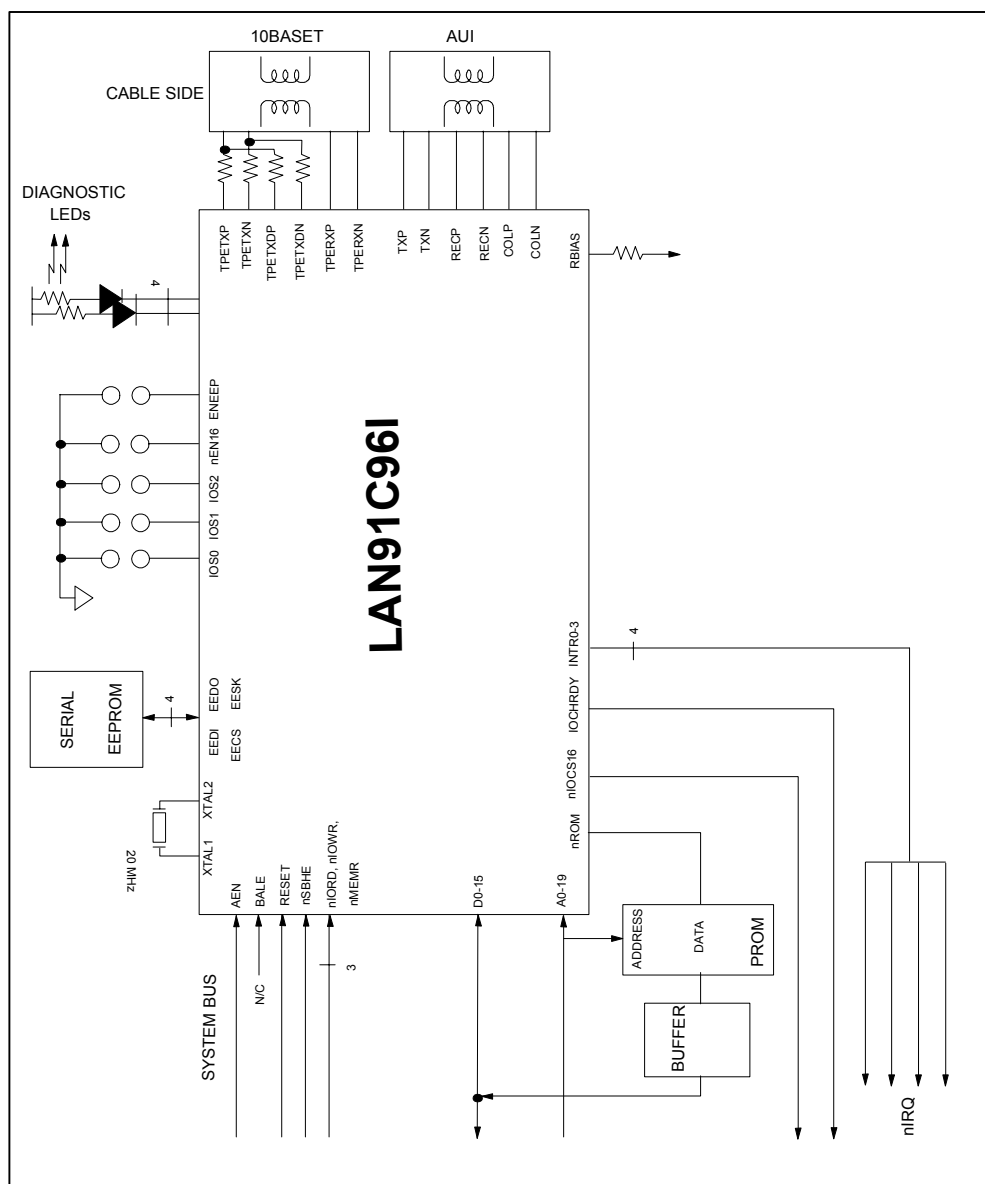 10BASET
AUI
CABLE SIDE
DIAGNOSTIC
LEDs
TPETXP
TPETXN
TPETXDP
TPETXDN
TPERXP
TPERXN
TXP
TXN
RECP
RECN
COLP
COLN
RBIAS
4
ENEEP
nEN16
IOS2
IOS1
IOS0
LAN91C96I
SERIAL
EEPROM
4
EEDO
EESK
EEDI
EECS
XTAL2
XTAL1
20 MHz
INTR0-3
4
IOCHRDY
nIOCS16
nROM
AEN
BALE
RESET
nSBHE
nIORD, nIOWR,
nMEMR
D0-15
A0-19
N/C
3
SYSTEM BUS
ADDRESS
DATA
PROM
BUFFER
nIRQ